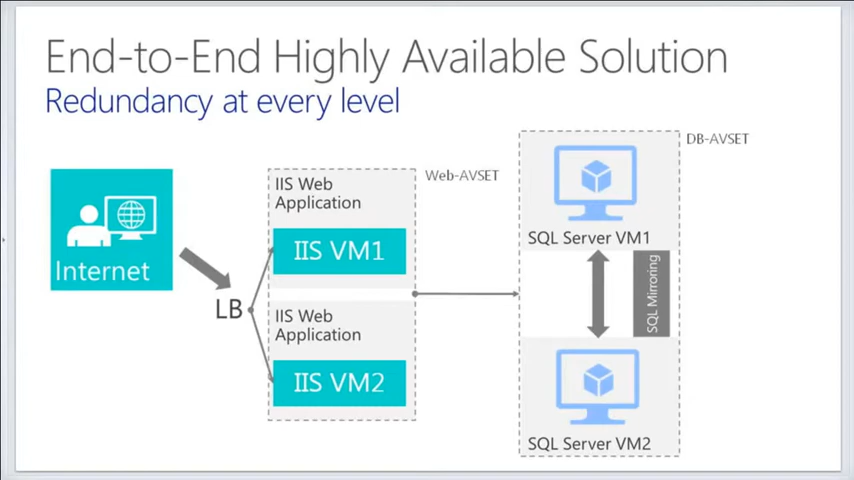 End-to-End Highly Available Solution
Redundancy at every level
Internet
LB
IIS Web
Application
IIS VM1
IIS Web
Application
IIS VM2
Web-AVSET
DB-AVSET
SQL Server VM1
SQL Mirroring
SQL Server VM2